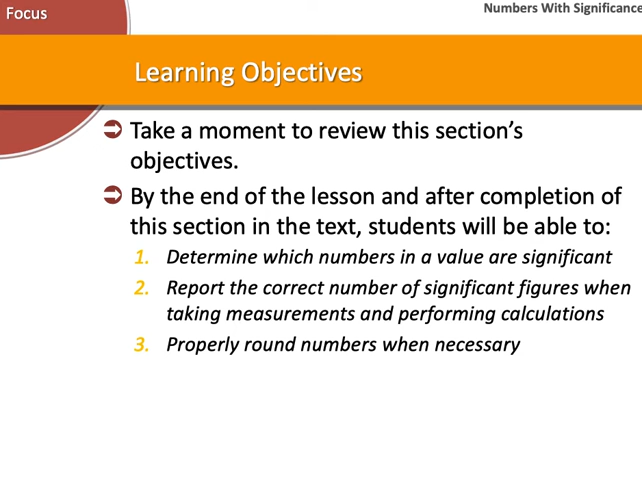 Focus
Numbers With Significance
Learning Objectives
Take a moment to review this section's
objectives.
By the end of the lesson and after completion of
this section in the text, students will be able to:
1. Determine which numbers in a value are significant
2. Report the correct number of significant figures when
taking measurements and performing calculations
3. Properly round numbers when necessary